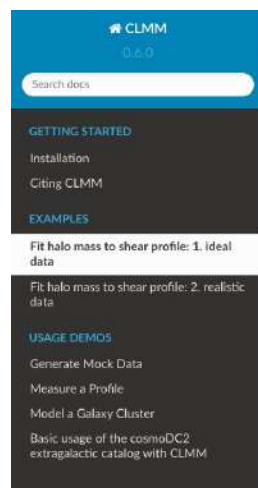 CLMM
0.6.0
Search docs
GETTING STARTED
Installation
Citing CLMM
EXAMPLES
Fit halo mass to shear profile: 1. ideal
data
Fit halo mass to shear profile: 2. realistic
data
USAGE DEMOS
Generate Mock Data
Measure a Profile
Model a Galaxy Cluster
Basic usage of the cosmoDC2
extragalactic catalog with CLMM